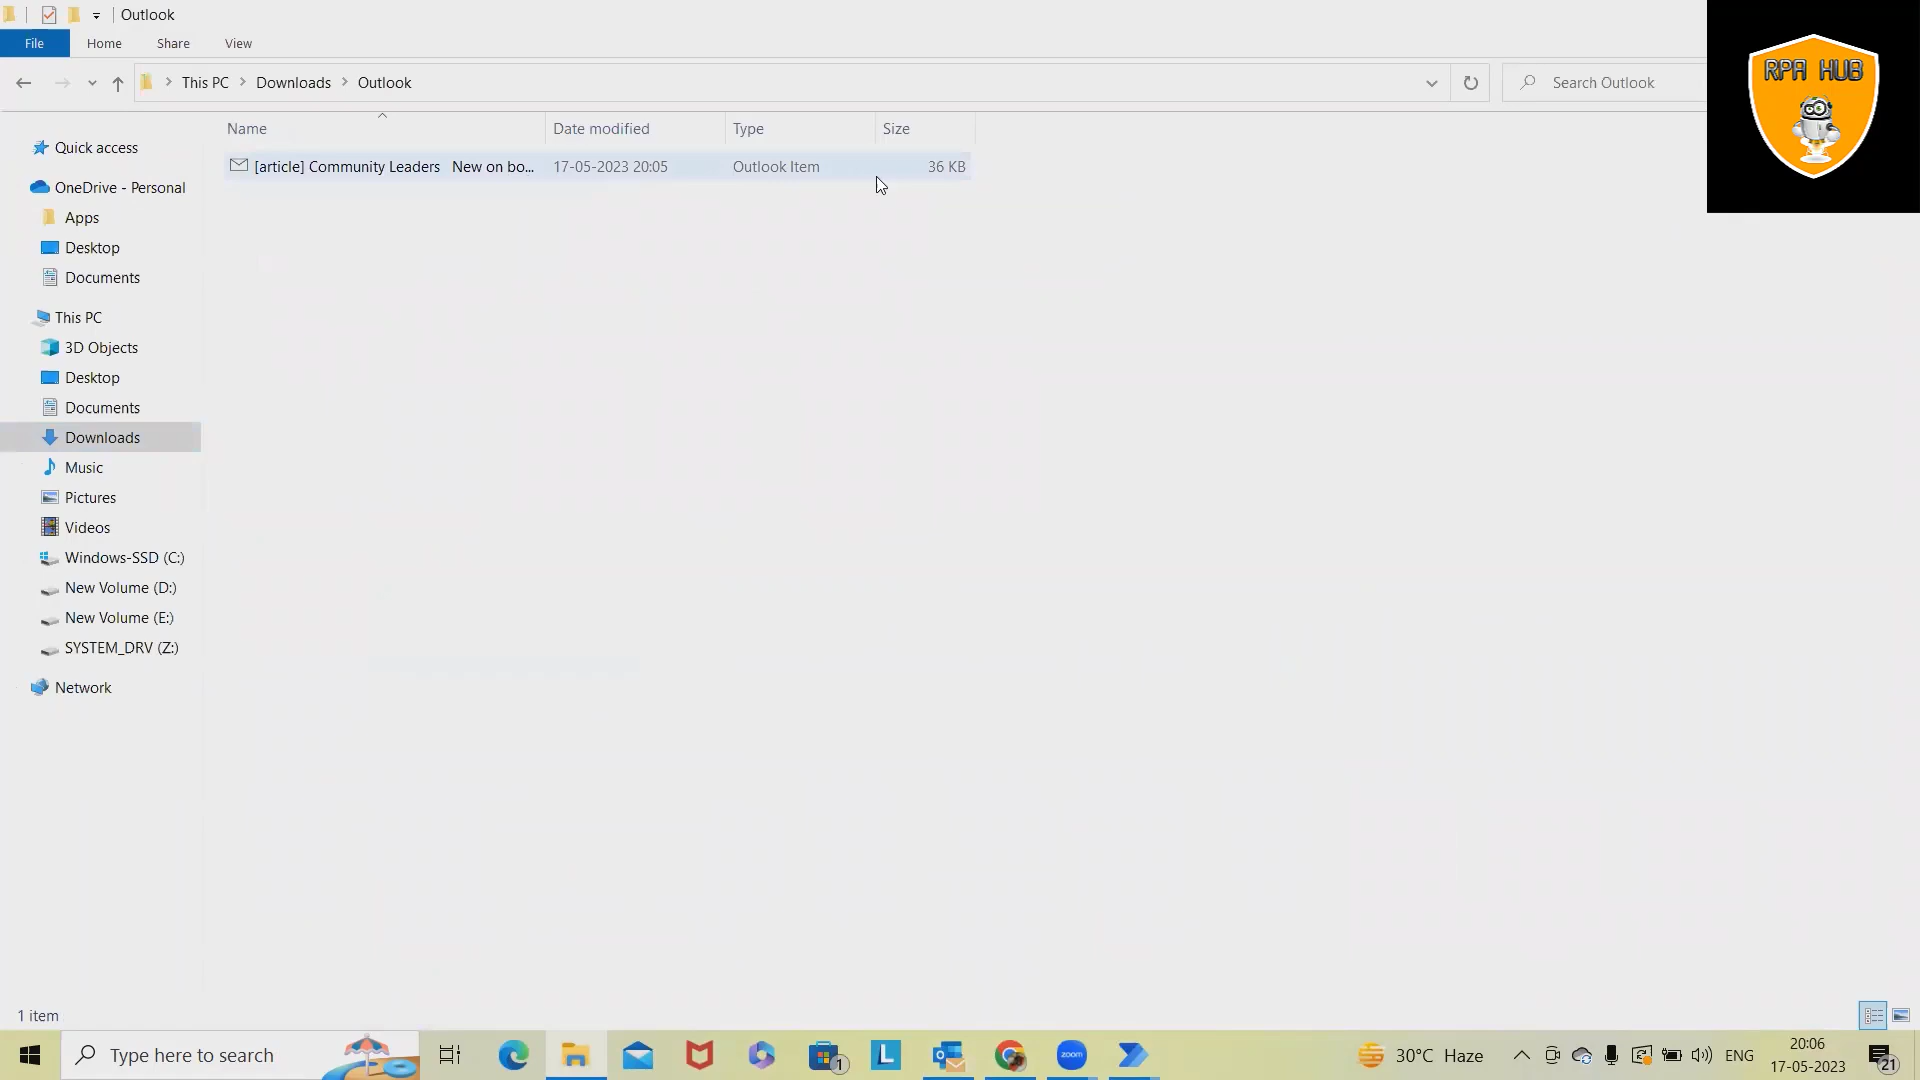 Outlook
File Home Share View
This PC Downloads Outlook
Search Outlook
RPA HUB
Name Date modified Type Size
[article] Community Leaders New on bo... 17-05-2023 20:05 Outlook Item 36 KB
Quick access
OneDrive - Personal
Apps
Desktop
Documents
This PC
3D Objects
Desktop
Documents
Downloads
Music
Pictures
Videos
Windows-SSD (C:)
New Volume (D:)
New Volume (E:)
SYSTEM_DRV (Z:)
Network
1 item
Type here to search
1
L
zoom
30°C Haze
ENG
20:06
17-05-2023
21